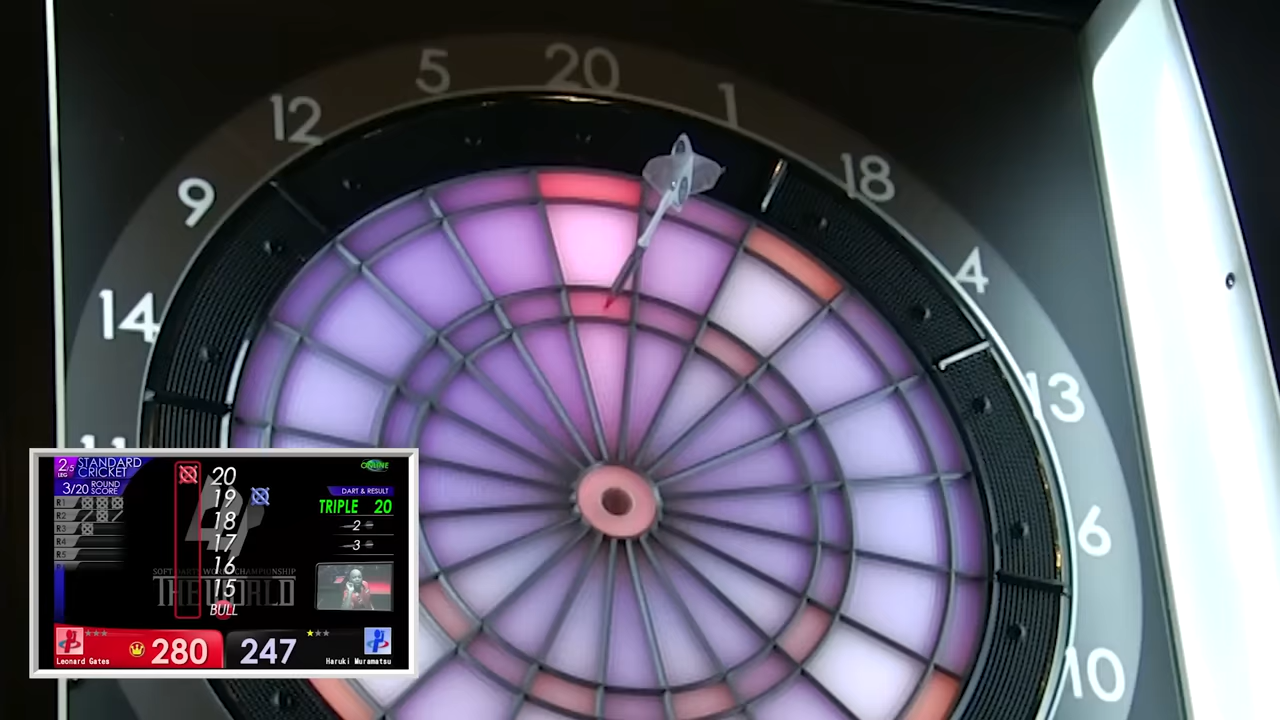 5 20 1
12 18
9 4
14 13
11 6
10
2/5 LEG STANDARD CRICKET
3/20 ROUND SCORE
R1
R2
R3
R4
R5
20
19
18
17
16
15
BULL
ONLINE
DART & RESULT
TRIPLE 20
2
3
SOFT DARTS WORLD CHAMPIONSHIP
THE WORLD
280 247
Leonard Gates Haruki Muramatsu